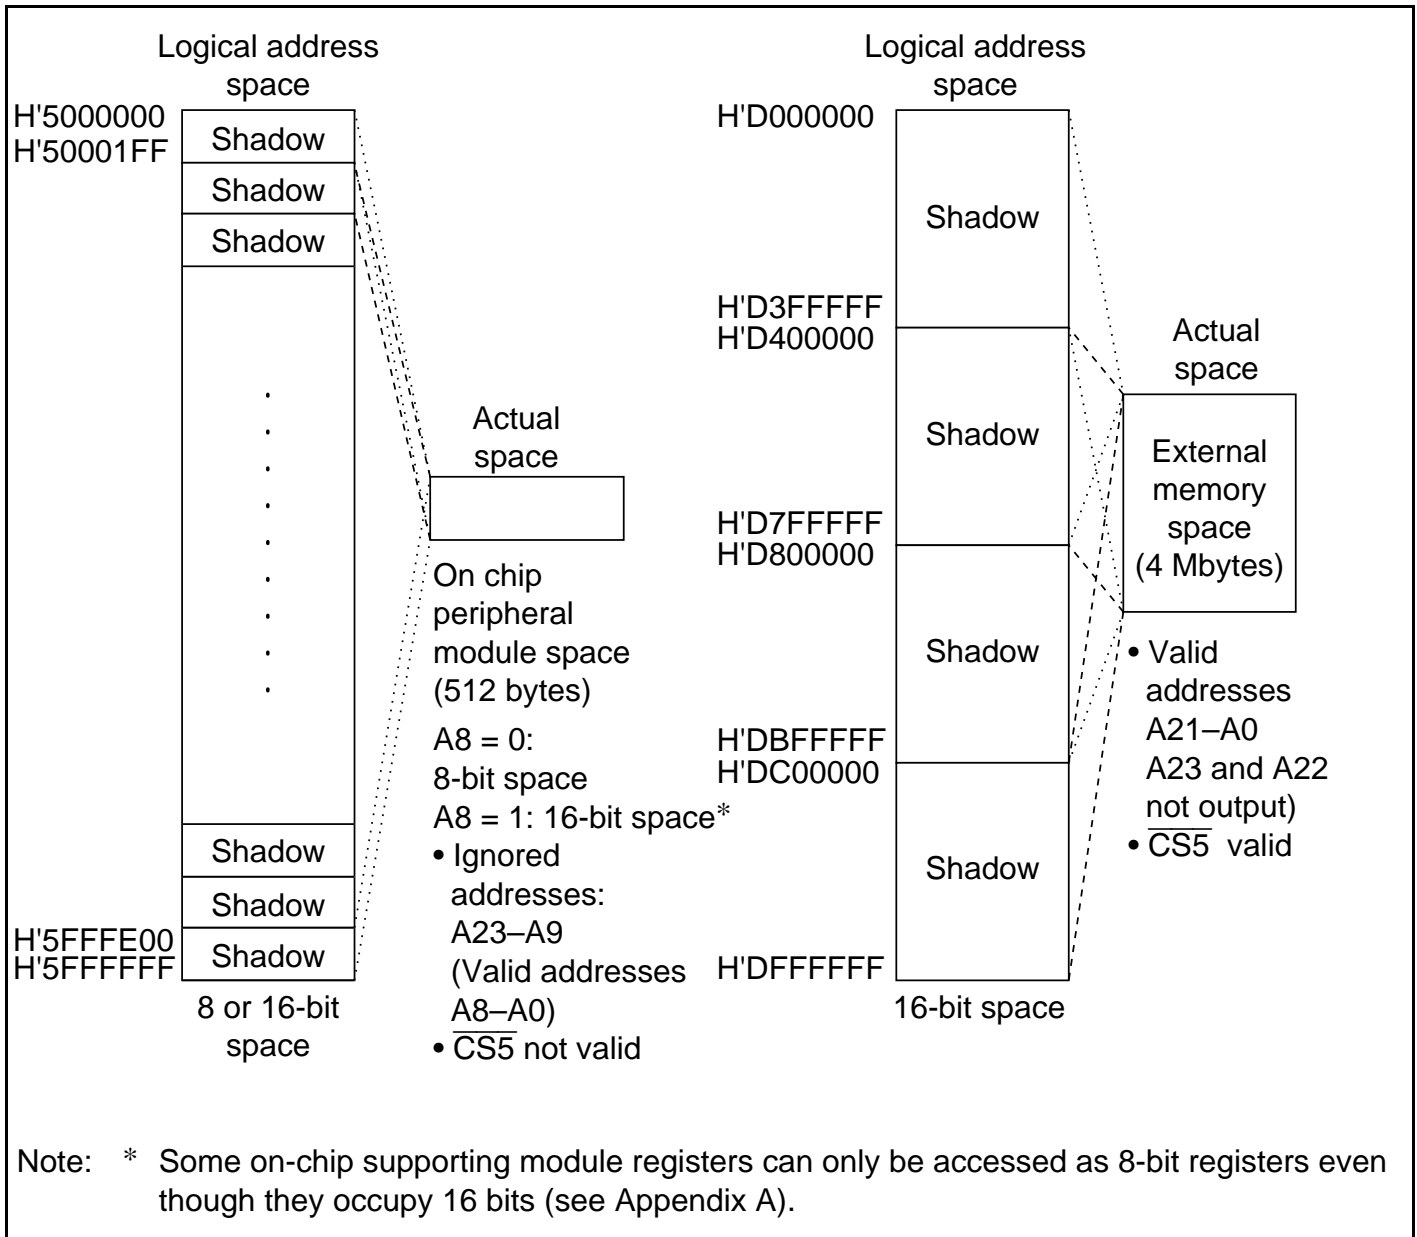 Logical address
space
H'5000000
H'50001FF
Shadow
Shadow
Shadow
Shadow
Shadow
Shadow
H'5FFFE00
H'5FFFFFF
8 or 16-bit
space
Actual
space
On chip
peripheral
module space
(512 bytes)
A8 = 0:
8-bit space
A8 = 1: 16-bit space*
• Ignored
addresses:
A23–A9
(Valid addresses
A8–A0)
• C̅S̅5̅ not valid
Logical address
space
H'D000000
Shadow
H'D3FFFFF
H'D400000
Shadow
H'D7FFFFF
H'D800000
Shadow
H'DBFFFFF
H'DC00000
Shadow
H'DFFFFFF
16-bit space
Actual
space
External
memory
space
(4 Mbytes)
• Valid
addresses
A21–A0
A23 and A22
not output)
• C̅S̅5̅ valid
Note: * Some on-chip supporting module registers can only be accessed as 8-bit registers even
though they occupy 16 bits (see Appendix A).